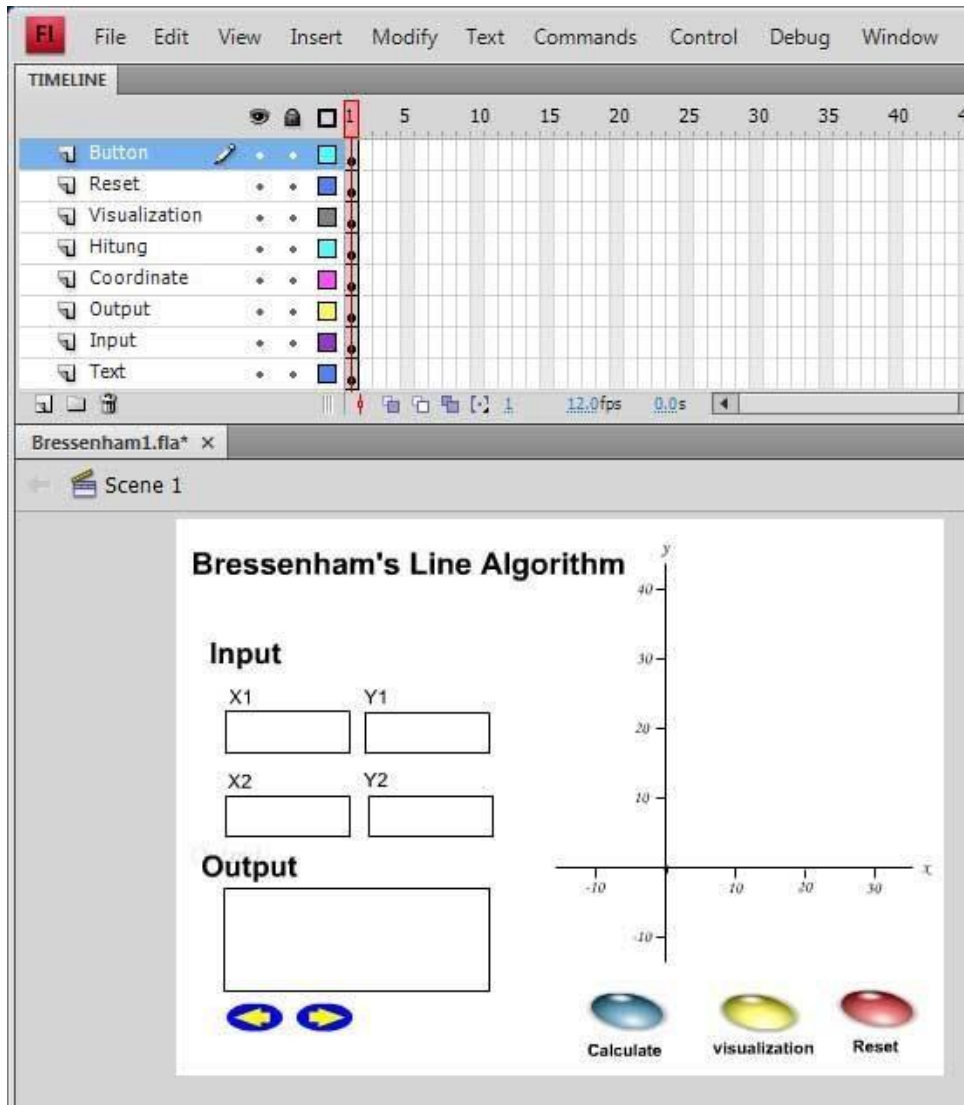 Fl File Edit View Insert Modify Text Commands Control Debug Window
TIMELINE
1 5 10 15 20 25 30 35 40
Button
Reset
Visualization
Hitung
Coordinate
Output
Input
Text
1 12.0fps 0.0s
Bressenham1.fla* ×
Scene 1
Bressenham's Line Algorithm
Input
X1 Y1
X2 Y2
Output
y
40
30
20
10
-10 10 20 30 x
-10
Calculate visualization Reset